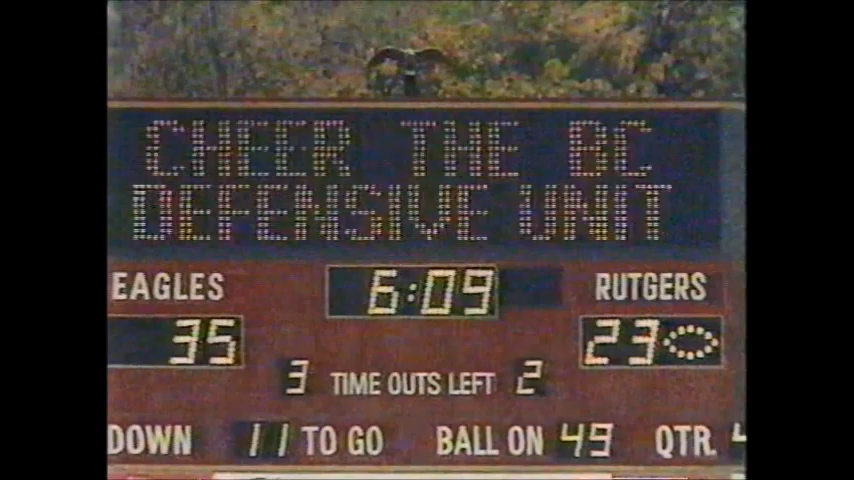 CHEER THE BC
DEFENSIVE UNIT
EAGLES 6:09 RUTGERS
35 23
3 TIME OUTS LEFT 2
DOWN 11 TO GO BALL ON 49 QTR. 4